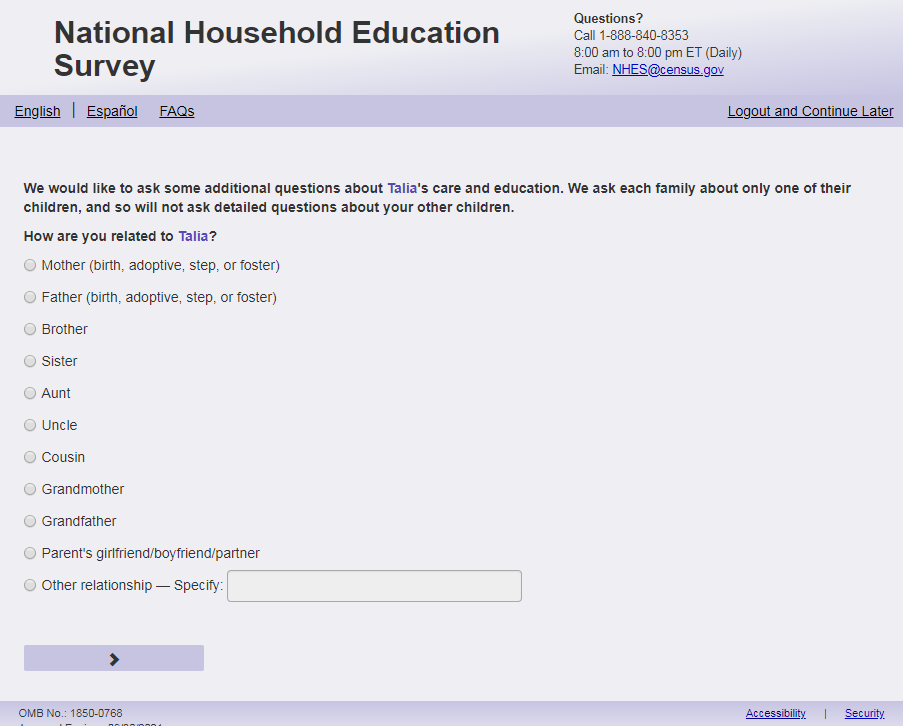 National Household Education
Survey
Questions?
Call 1-888-840-8353
8:00 am to 8:00 pm ET (Daily)
Email: NHES@census.gov
English | Español FAQs
Logout and Continue Later
We would like to ask some additional questions about Talia's care and education. We ask each family about only one of their
children, and so will not ask detailed questions about your other children.
How are you related to Talia?
Mother (birth, adoptive, step, or foster)
Father (birth, adoptive, step, or foster)
Brother
Sister
Aunt
Uncle
Cousin
Grandmother
Grandfather
Parent's girlfriend/boyfriend/partner
Other relationship — Specify:
OMB No.: 1850-0768
Accessibility | Security